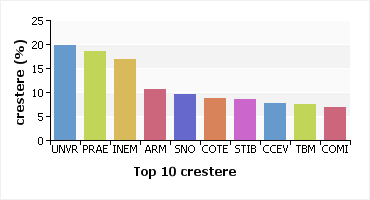 crestere (%)
25
20
15
10
5
0
UNVR PRAE INEM ARM SNO COTE STIB CCEV TBM COMI
Top 10 crestere